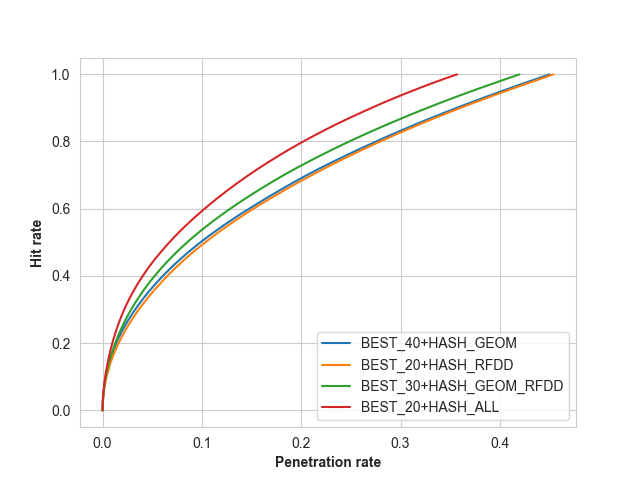 1.0
0.8
0.6
0.4
0.2
0.0
Hit rate
0.0 0.1 0.2 0.3 0.4
Penetration rate
BEST_40+HASH_GEOM
BEST_20+HASH_RFDD
BEST_30+HASH_GEOM_RFDD
BEST_20+HASH_ALL